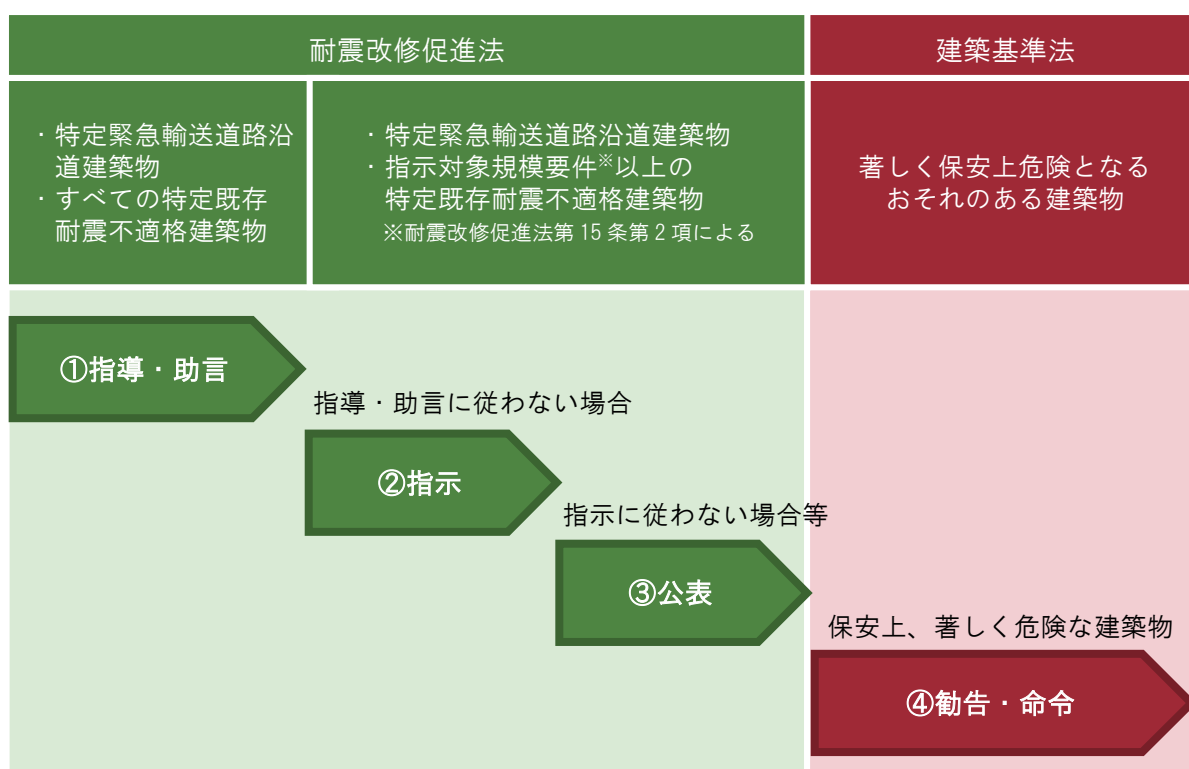 耐震改修促進法
建築基準法
・特定緊急輸送道路沿
道建築物
・すべての特定既存
耐震不適格建築物
・特定緊急輸送道路沿道建築物
・指示対象規模要件※以上の
特定既存耐震不適格建築物
※耐震改修促進法第15条第2項による
著しく保安上危険となる
おそれのある建築物
①指導・助言
指導・助言に従わない場合
②指示
指示に従わない場合等
③公表
保安上、著しく危険な建築物
④勧告・命令